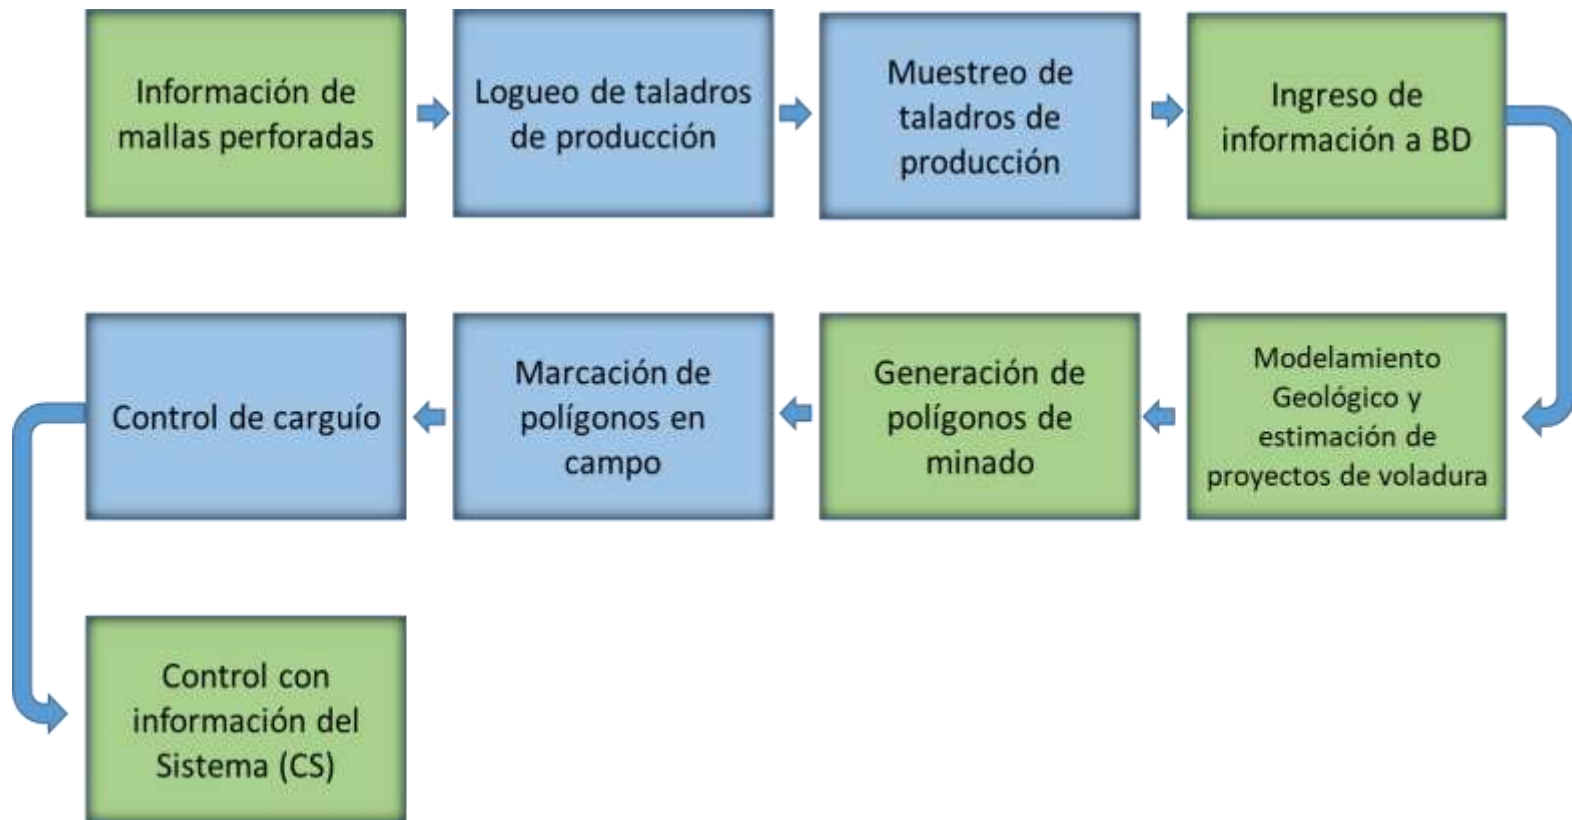 Información de
mallas perforadas
Logueo de taladros
de producción
Muestreo de
taladros de
producción
Ingreso de
información a BD
Modelamiento
Geológico y
estimación de
proyectos de voladura
Generación de
polígonos de
minado
Marcación de
polígonos en
campo
Control de carguío
Control con
información del
Sistema (CS)